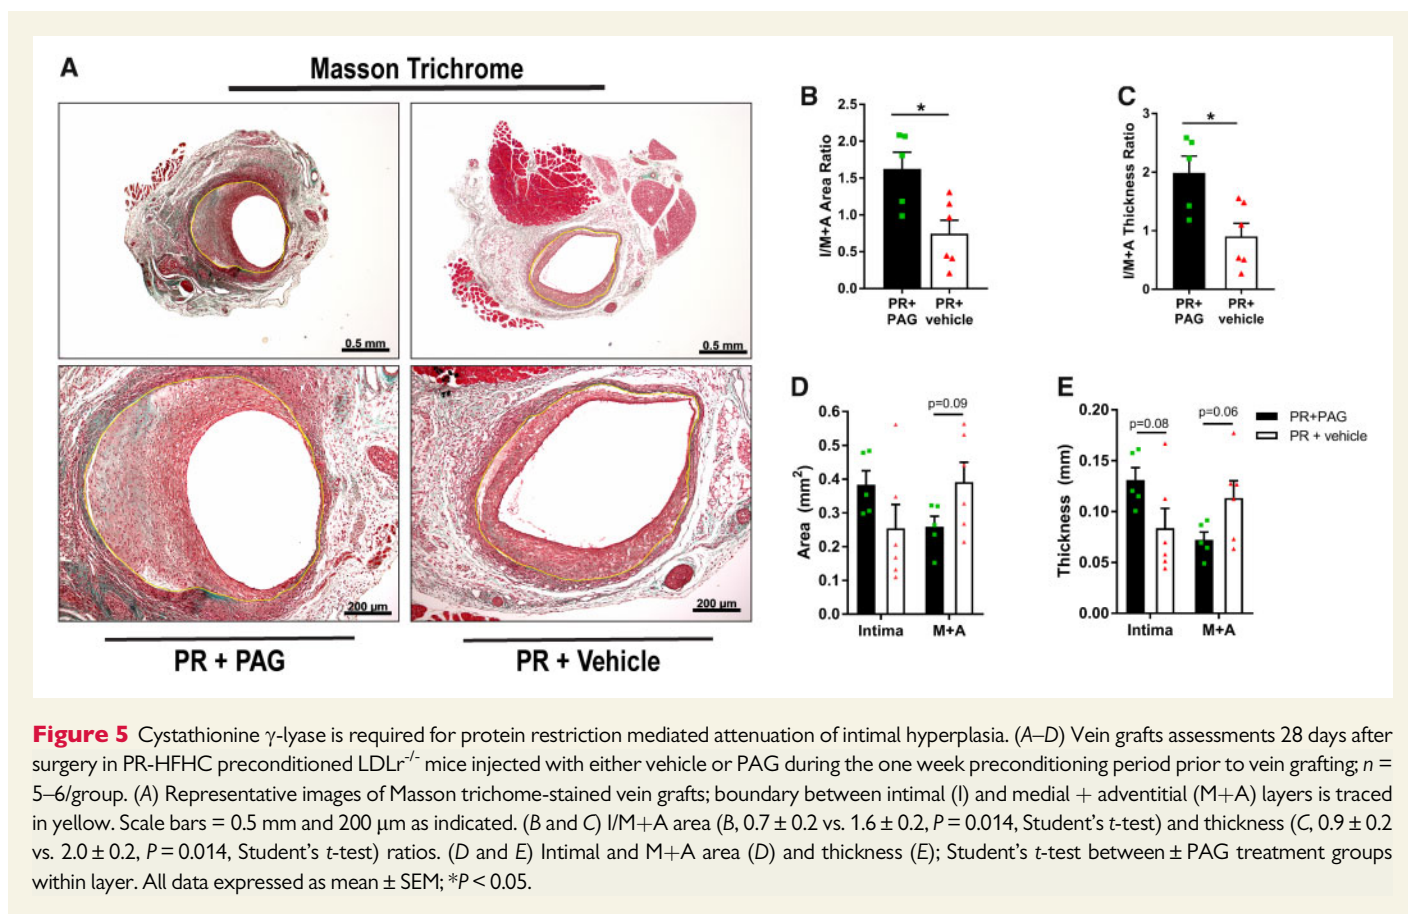 A
Masson Trichrome
0.5 mm
0.5 mm
200 µm
200 µm
PR + PAG
PR + Vehicle
B
I/M+A Area Ratio
2.5
2.0
1.5
1.0
0.5
0.0
*
PR+
PAG
PR+
vehicle
C
I/M+A Thickness Ratio
3
2
1
0
*
PR+
PAG
PR+
vehicle
D
Area (mm²)
0.6
0.5
0.4
0.3
0.2
0.1
0.0
p=0.09
Intima
M+A
E
Thickness (mm)
0.20
0.15
0.10
0.05
0.00
p=0.08
p=0.06
Intima
M+A
PR+PAG
PR + vehicle
Figure 5 Cystathionine γ-lyase is required for protein restriction mediated attenuation of intimal hyperplasia. (A–D) Vein grafts assessments 28 days after
surgery in PR-HFHC preconditioned LDLr-/- mice injected with either vehicle or PAG during the one week preconditioning period prior to vein grafting; n =
5–6/group. (A) Representative images of Masson trichome-stained vein grafts; boundary between intimal (I) and medial + adventitial (M+A) layers is traced
in yellow. Scale bars = 0.5 mm and 200 µm as indicated. (B and C) I/M+A area (B, 0.7 ± 0.2 vs. 1.6 ± 0.2, P = 0.014, Student's t-test) and thickness (C, 0.9 ± 0.2
vs. 2.0 ± 0.2, P = 0.014, Student's t-test) ratios. (D and E) Intimal and M+A area (D) and thickness (E); Student's t-test between ± PAG treatment groups
within layer. All data expressed as mean ± SEM; *P < 0.05.